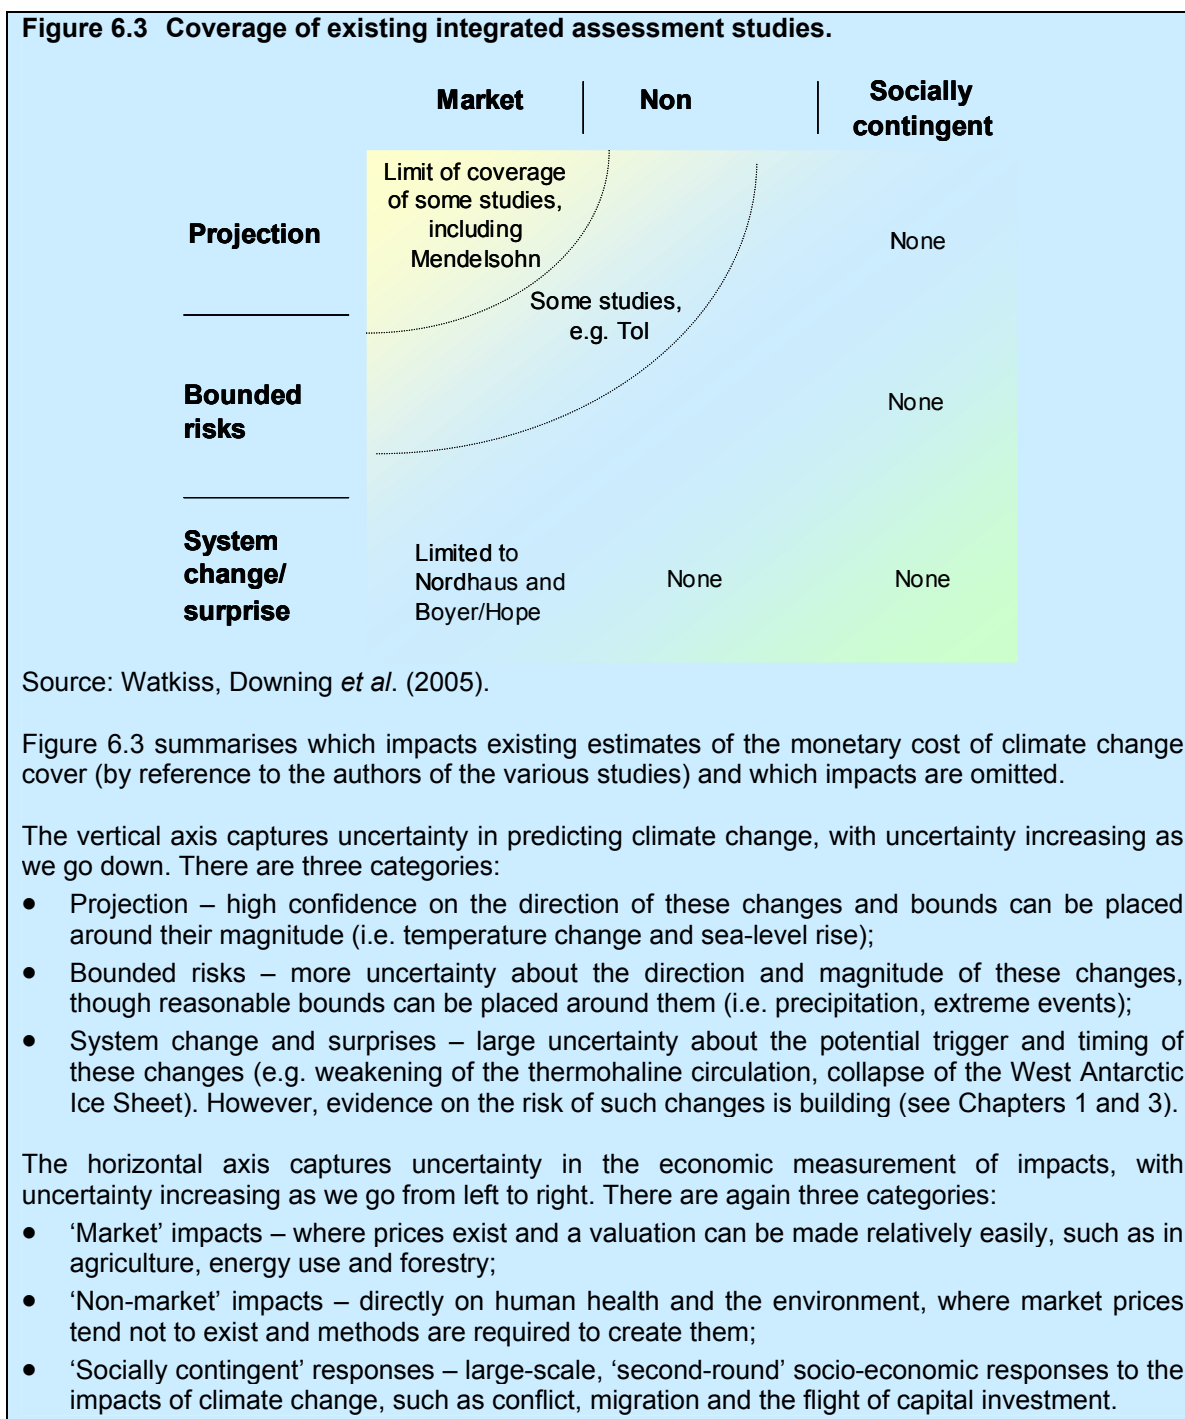 Figure 6.3 Coverage of existing integrated assessment studies.
Market
Non
Socially
contingent
Projection
Limit of coverage
of some studies,
including
Mendelsohn
None
Some studies,
e.g. Tol
Bounded
risks
None
System
change/
surprise
Limited to
Nordhaus and
Boyer/Hope
None
None
Source: Watkiss, Downing et al. (2005).
Figure 6.3 summarises which impacts existing estimates of the monetary cost of climate change
cover (by reference to the authors of the various studies) and which impacts are omitted.
The vertical axis captures uncertainty in predicting climate change, with uncertainty increasing as
we go down. There are three categories:
• Projection – high confidence on the direction of these changes and bounds can be placed
around their magnitude (i.e. temperature change and sea-level rise);
• Bounded risks – more uncertainty about the direction and magnitude of these changes,
though reasonable bounds can be placed around them (i.e. precipitation, extreme events);
• System change and surprises – large uncertainty about the potential trigger and timing of
these changes (e.g. weakening of the thermohaline circulation, collapse of the West Antarctic
Ice Sheet). However, evidence on the risk of such changes is building (see Chapters 1 and 3).
The horizontal axis captures uncertainty in the economic measurement of impacts, with
uncertainty increasing as we go from left to right. There are again three categories:
• ‘Market’ impacts – where prices exist and a valuation can be made relatively easily, such as in
agriculture, energy use and forestry;
• ‘Non-market’ impacts – directly on human health and the environment, where market prices
tend not to exist and methods are required to create them;
• ‘Socially contingent’ responses – large-scale, ‘second-round’ socio-economic responses to the
impacts of climate change, such as conflict, migration and the flight of capital investment.